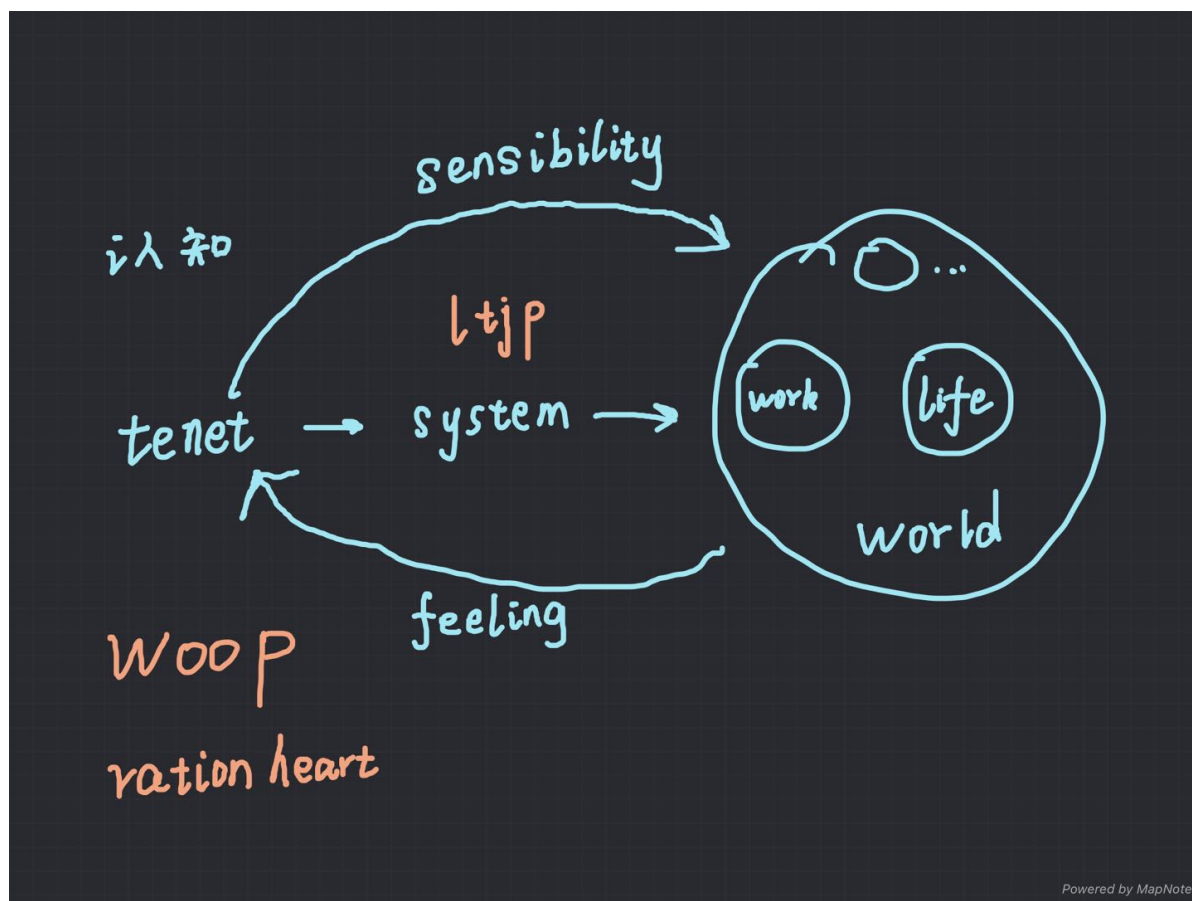 sensibility
认知
ltjp
...
work
life
tenet
system
world
feeling
woop
ration heart
Powered by MapNote